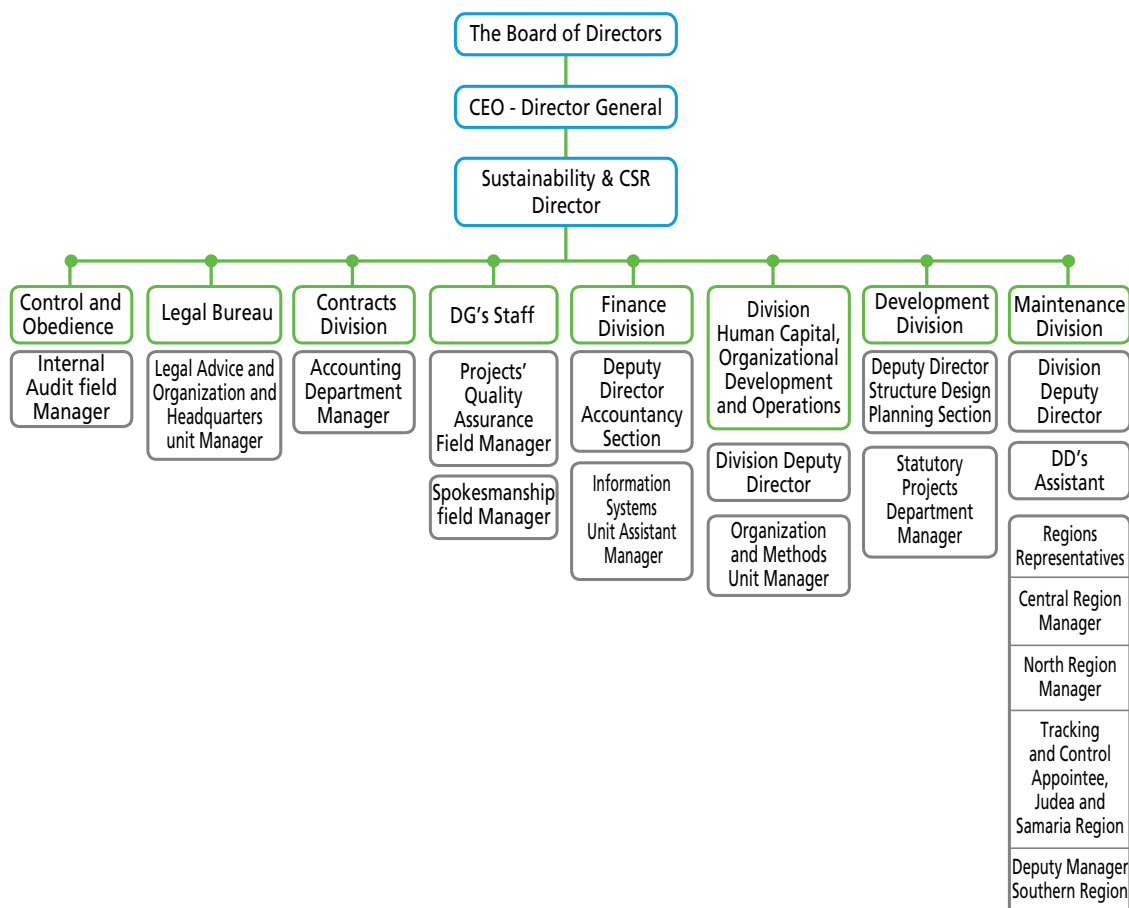 The Board of Directors
CEO - Director General
Sustainability & CSR
Director
Control and
Obedience
Internal
Audit field
Manager
Legal Bureau
Legal Advice and
Organization and
Headquarters
unit Manager
Contracts
Division
Accounting
Department
Manager
DG's Staff
Projects'
Quality
Assurance
Field Manager
Spokesmanship
field Manager
Finance
Division
Deputy
Director
Accountancy
Section
Information
Systems
Unit Assistant
Manager
Division
Human Capital,
Organizational
Development
and Operations
Division Deputy
Director
Organization
and Methods
Unit Manager
Development
Division
Deputy Director
Structure Design
Planning Section
Statutory
Projects
Department
Manager
Maintenance
Division
Division
Deputy
Director
DD's
Assistant
Regions
Representatives
Central Region
Manager
North Region
Manager
Tracking
and Control
Appointee,
Judea and
Samaria Region
Deputy Manager
Southern Region